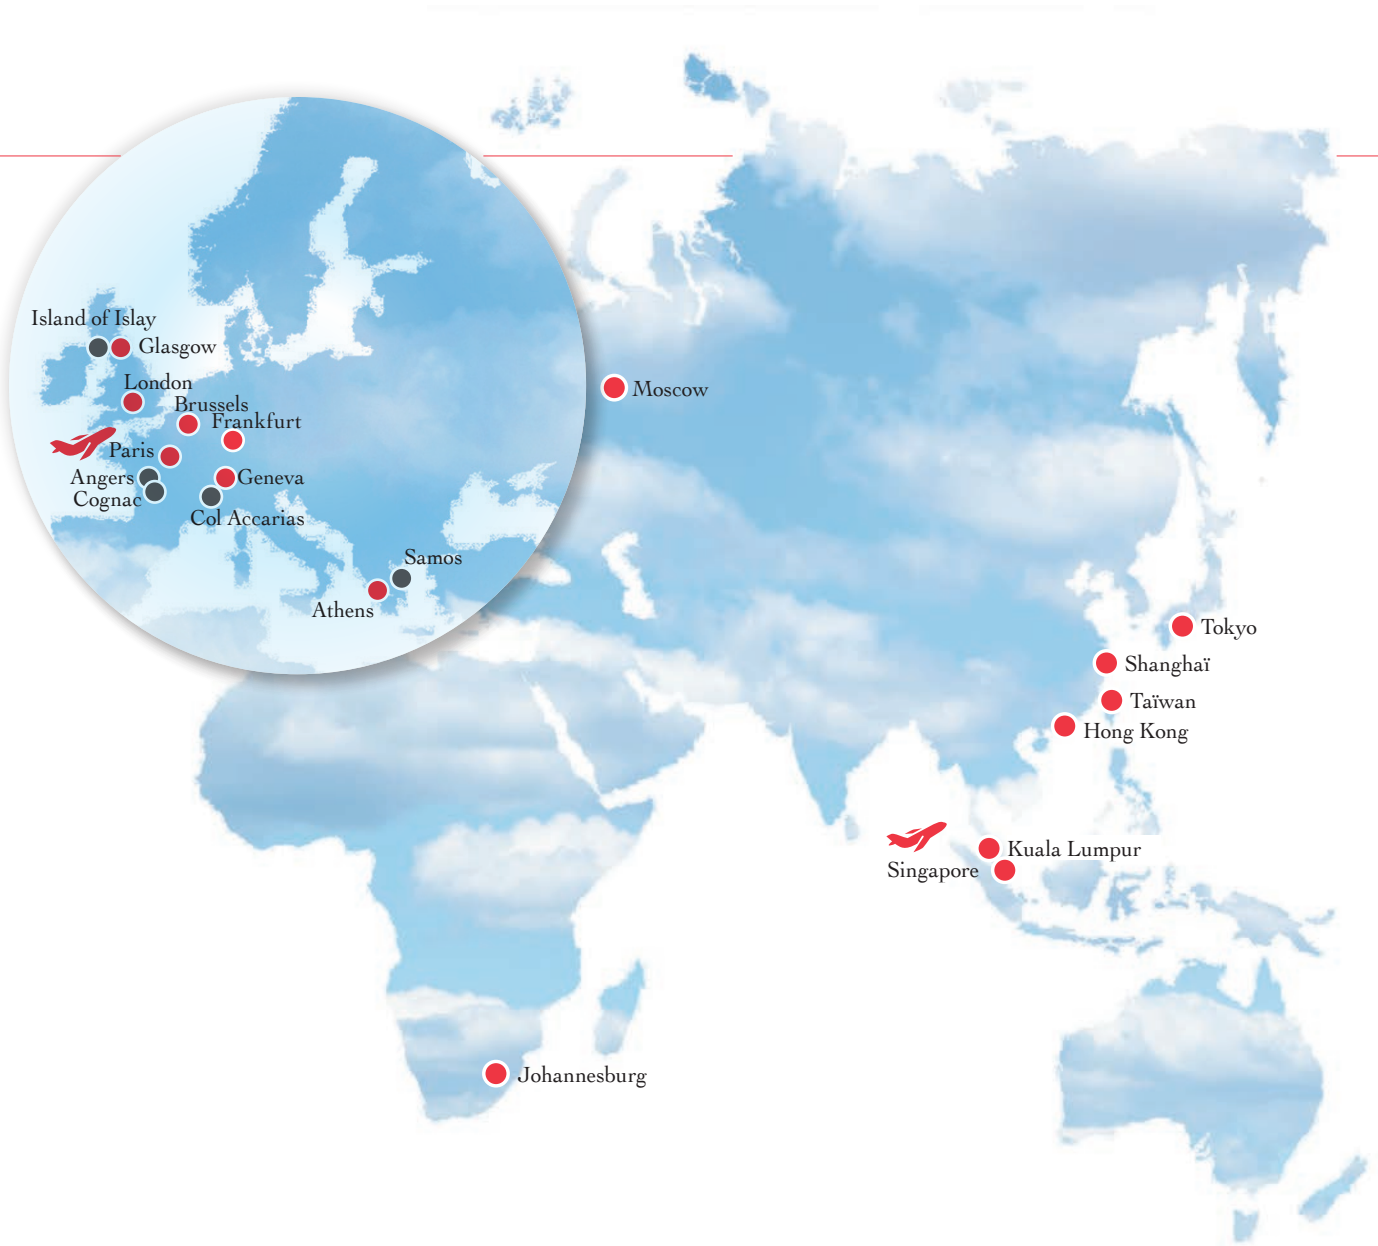 Island of Islay
Glasgow
London
Brussels
Frankfurt
Paris
Angers
Geneva
Cognac
Col Accarias
Samos
Athens
Moscow
Tokyo
Shanghaï
Taïwan
Hong Kong
Kuala Lumpur
Singapore
Johannesburg